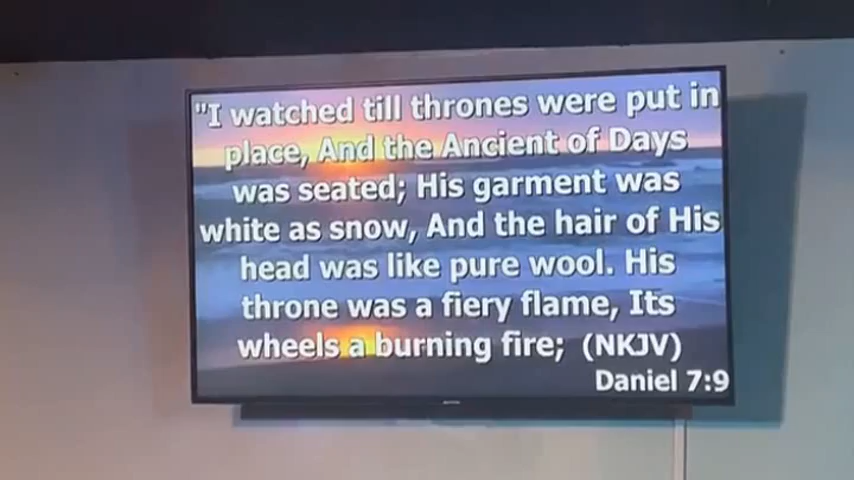 "I watched till thrones were put in
place, And the Ancient of Days
was seated; His garment was
white as snow, And the hair of His
head was like pure wool. His
throne was a fiery flame, Its
wheels a burning fire; (NKJV)
Daniel 7:9